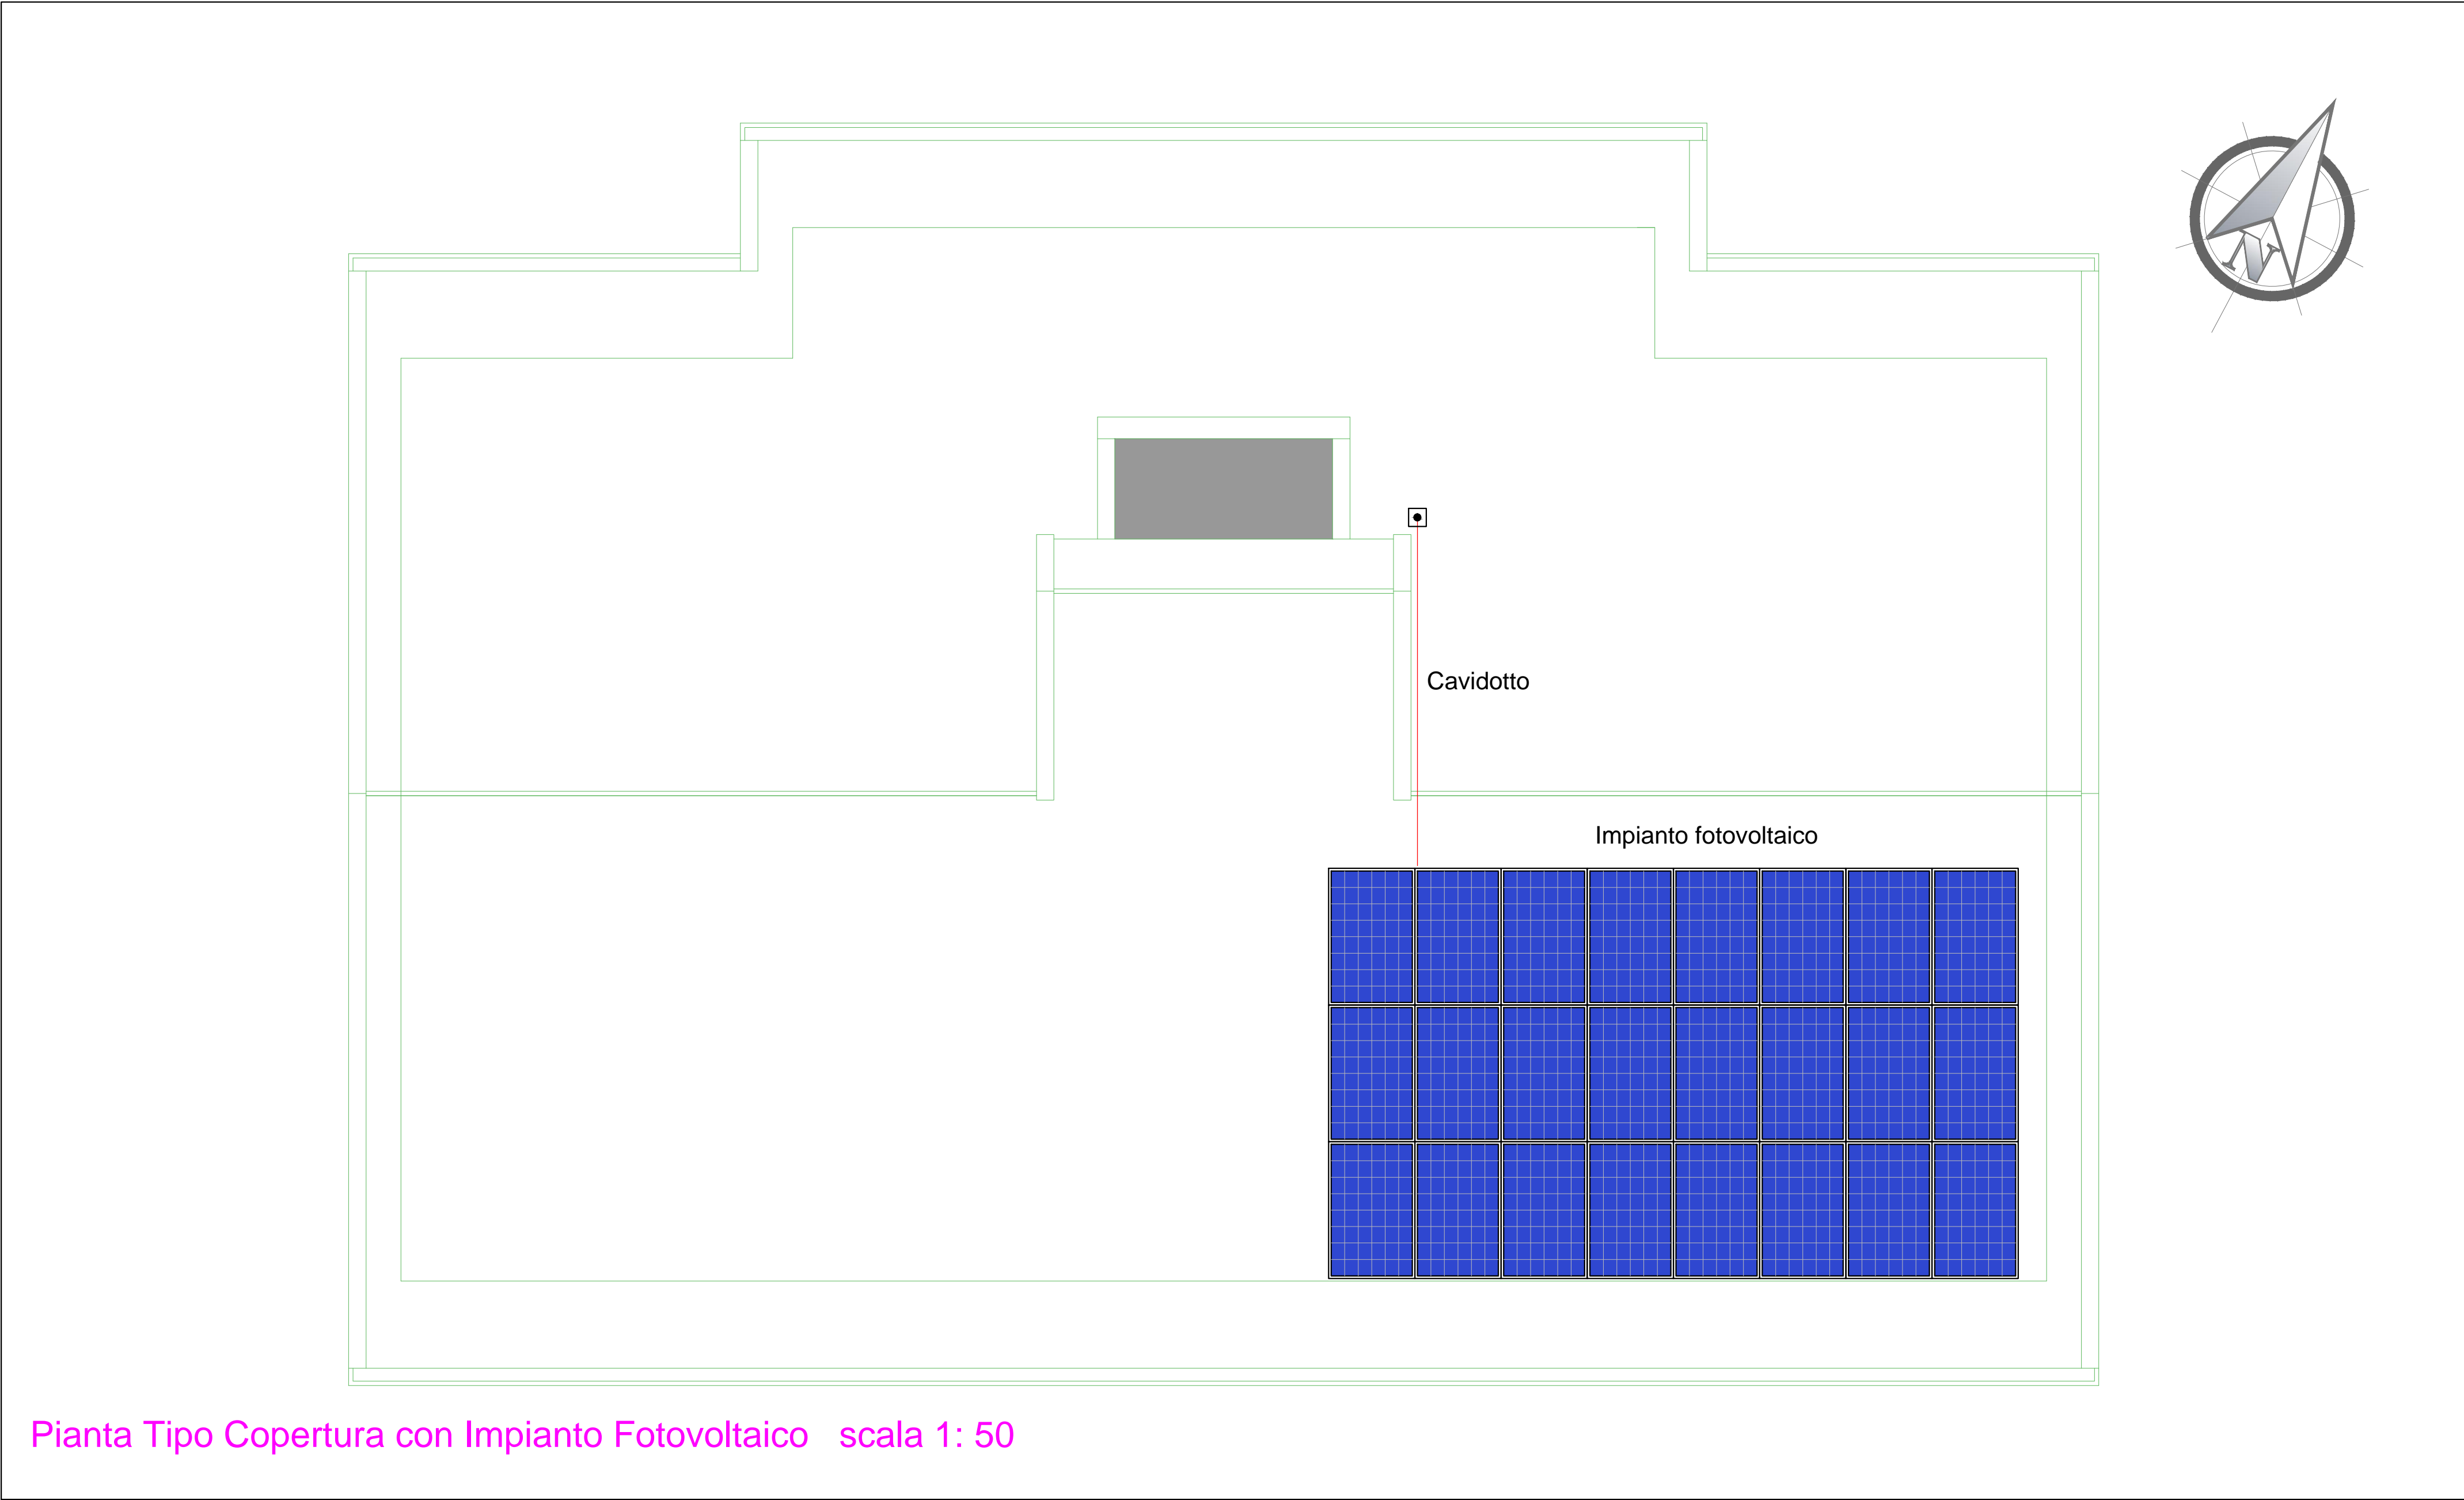 N
Cavidotto
Impianto fotovoltaico
Pianta Tipo Copertura con Impianto Fotovoltaico scala 1: 50